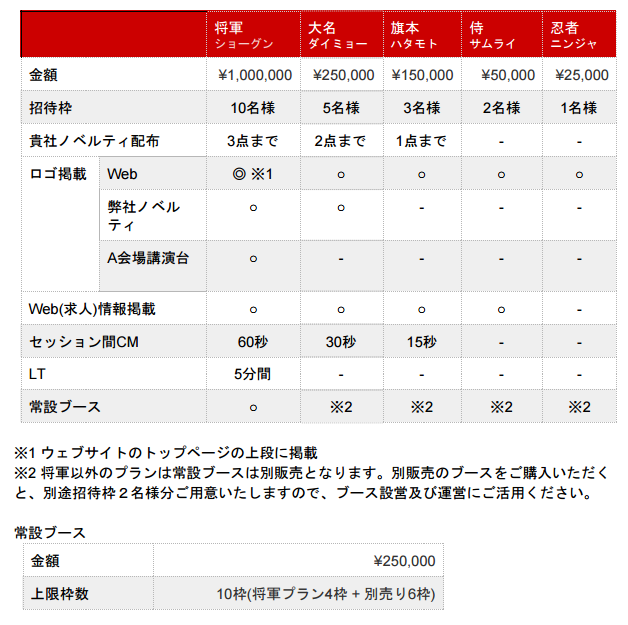 将軍 大名 旗本 侍 忍者
ショーグン ダイミョー ハタモト サムライ ニンジャ
金額 ¥1,000,000 ¥250,000 ¥150,000 ¥50,000 ¥25,000
招待枠 10名様 5名様 3名様 2名様 1名様
貴社ノベルティ配布 3点まで 2点まで 1点まで - -
ロゴ掲載 Web ◎ ※1 ○ ○ ○ ○
弊社ノベル ○ ○ - - -
ティ
A会場講演台 ○ - - - -
Web(求人)情報掲載 ○ ○ ○ ○ -
セッション間CM 60秒 30秒 15秒 - -
LT 5分間 - - - -
常設ブース ○ ※2 ※2 ※2 ※2
※1 ウェブサイトのトップページの上段に掲載
※2 将軍以外のプランは常設ブースは別販売となります。別販売のブースをご購入いただく
と、別途招待枠２名様分ご用意いたしますので、ブース設営及び運営にご活用ください。
常設ブース
金額 ¥250,000
上限枠数 10枠(将軍プラン4枠 + 別売り6枠)